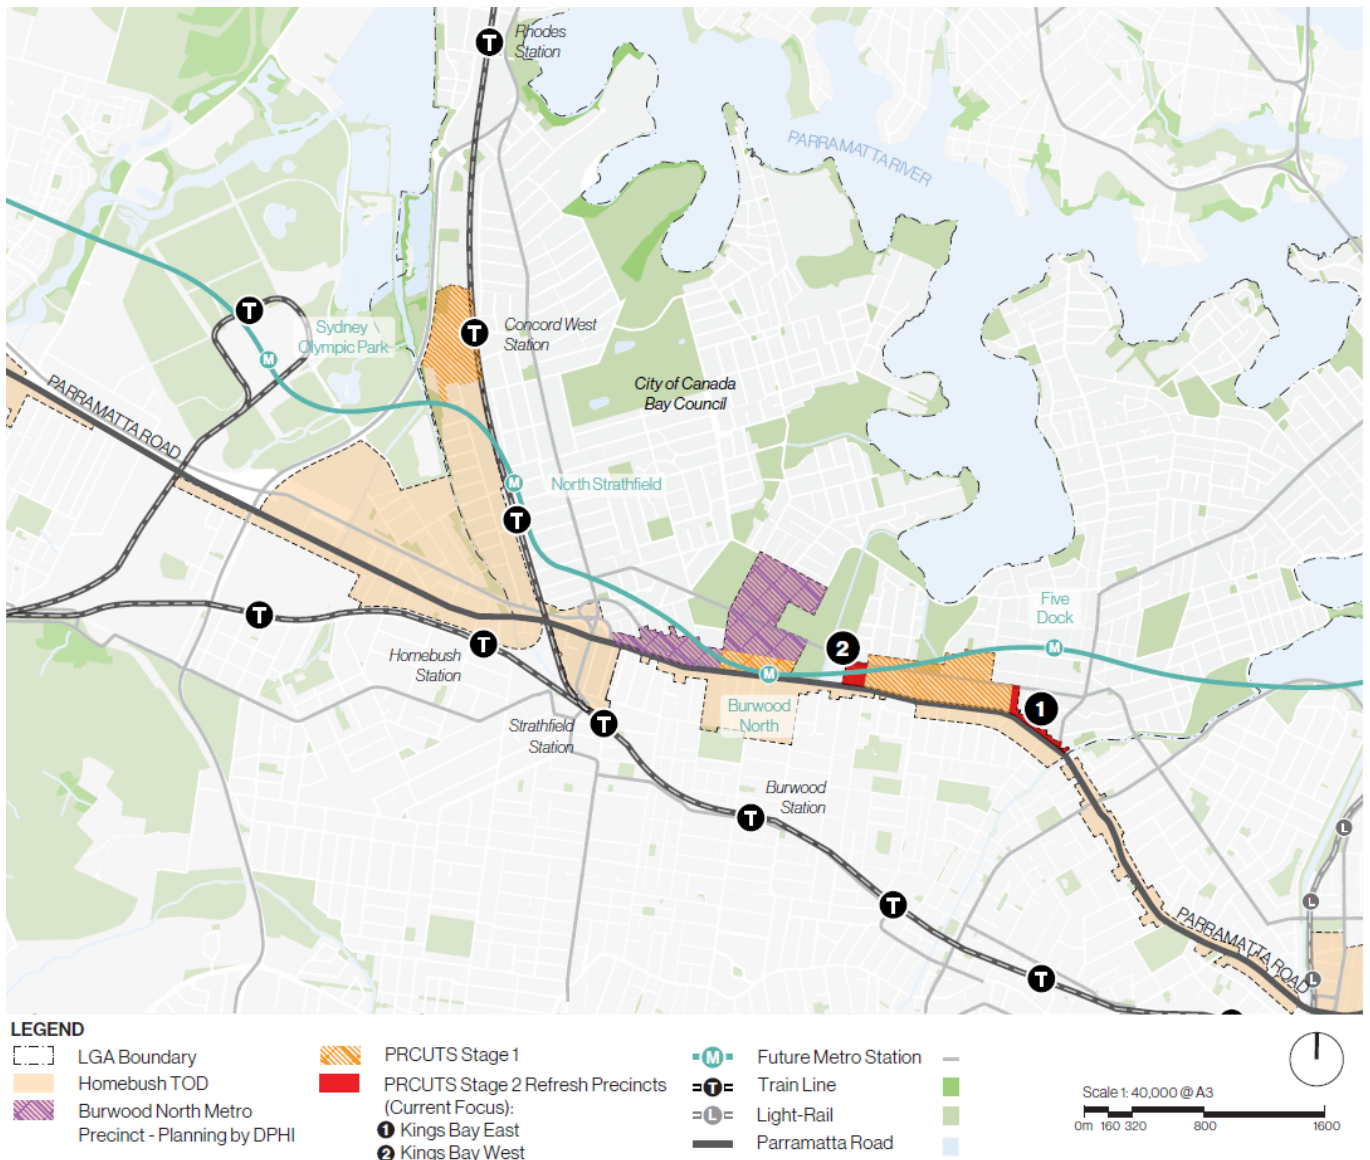 Rhodes
Station
PARRAMATTA RIVER
Sydney
Olympic Park
Concord West
Station
City of Canada
Bay Council
PARRAMATTA ROAD
North Strathfield
Five
Dock
2
Homebush
Station
1
Burwood
North
Strathfield
Station
Burwood
Station
PARRAMATTA ROAD
T
T
T
T
T
T
T
T
T
T
M
M
M
M
L
L
L
LEGEND
LGA Boundary
Homebush TOD
Burwood North Metro
Precinct - Planning by DPHI
PRCUTS Stage 1
PRCUTS Stage 2 Refresh Precincts
(Current Focus):
1 Kings Bay East
2 Kings Bay West
M Future Metro Station
T Train Line
L Light-Rail
Parramatta Road
Scale 1: 40,000 @ A3
0m 160 320 800 1600